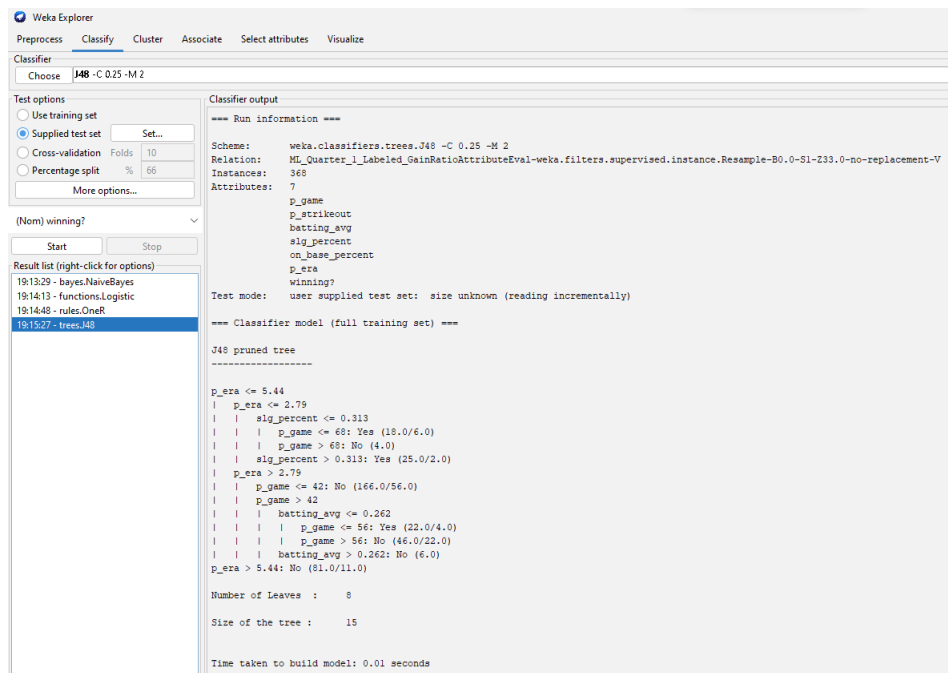 Weka Explorer
Preprocess Classify Cluster Associate Select attributes Visualize
Classifier
Choose J48 -C 0.25 -M 2
Test options
Use training set
Supplied test set Set...
Cross-validation Folds 10
Percentage split % 66
More options...
(Nom) winning?
Start Stop
Result list (right-click for options)
19:13:29 - bayes.NaiveBayes
19:14:13 - functions.Logistic
19:14:48 - rules.OneR
19:15:27 - trees.J48
Classifier output
=== Run information ===
Scheme: weka.classifiers.trees.J48 -C 0.25 -M 2
Relation: ML_Quarter_1_Labeled_GainRatioAttributeEval-weka.filters.supervised.instance.Resample-B0.0-S1-Z33.0-no-replacement-V
Instances: 368
Attributes: 7
p_game
p_strikeout
batting_avg
slg_percent
on_base_percent
p_era
winning?
Test mode: user supplied test set: size unknown (reading incrementally)
=== Classifier model (full training set) ===
J48 pruned tree
------------------
p_era <= 5.44
| p_era <= 2.79
| | slg_percent <= 0.313
| | | p_game <= 68: Yes (18.0/6.0)
| | | p_game > 68: No (4.0)
| | slg_percent > 0.313: Yes (25.0/2.0)
| p_era > 2.79
| | p_game <= 42: No (166.0/56.0)
| | p_game > 42
| | | batting_avg <= 0.262
| | | | p_game <= 56: Yes (22.0/4.0)
| | | | p_game > 56: No (46.0/22.0)
| | | batting_avg > 0.262: No (6.0)
p_era > 5.44: No (81.0/11.0)
Number of Leaves : 8
Size of the tree : 15
Time taken to build model: 0.01 seconds